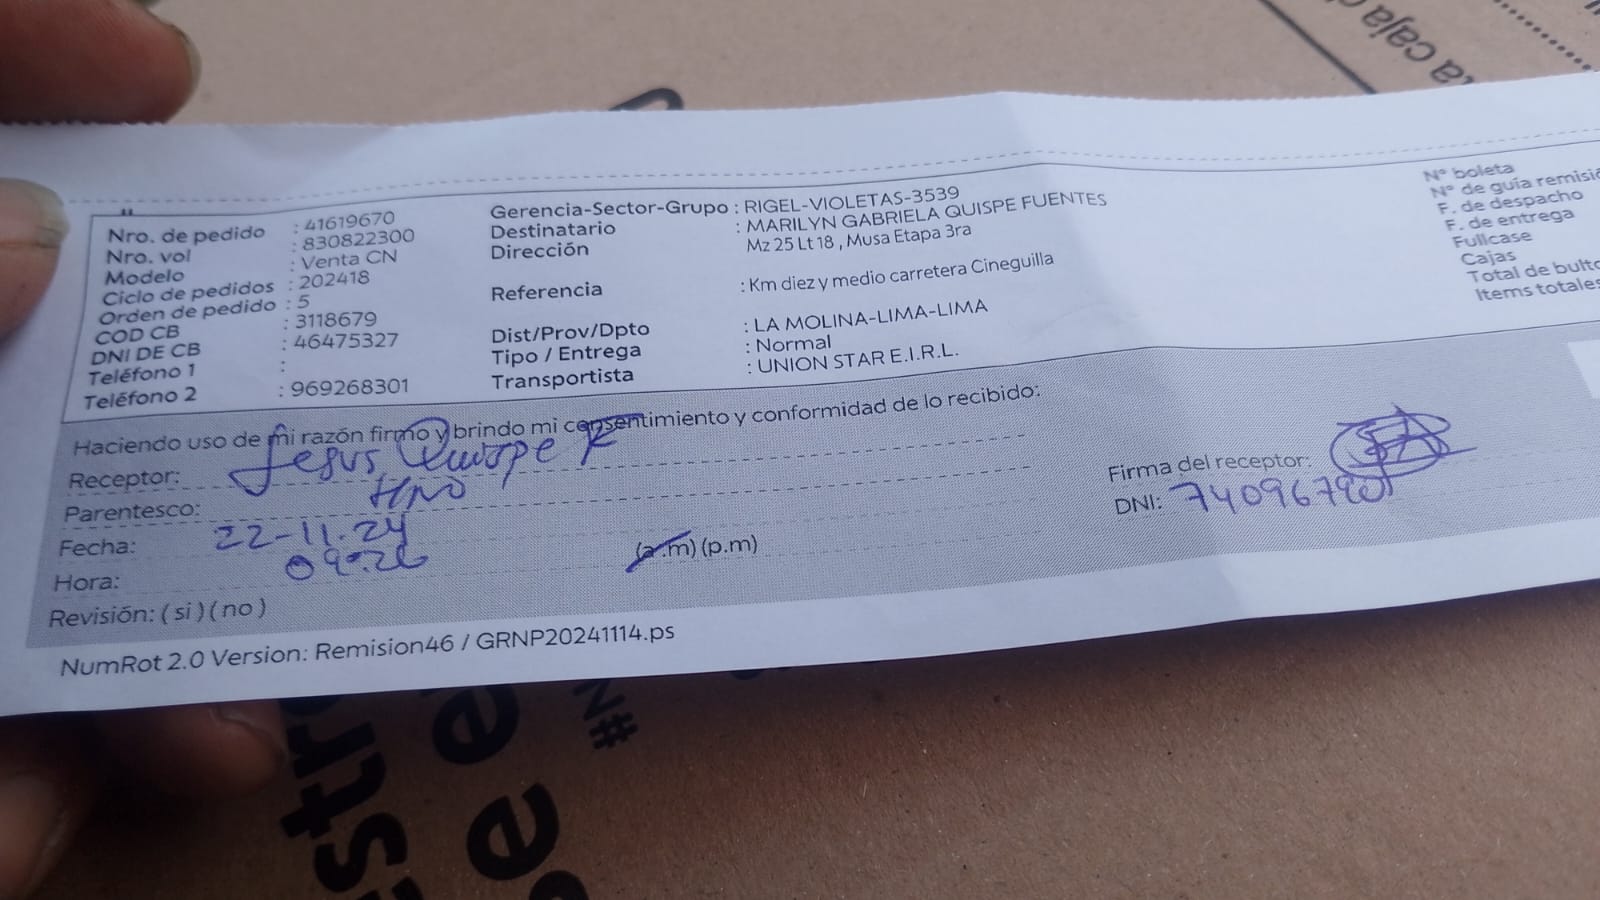 ta caja d
Nro. de pedido : 41619670
Nro. vol : 830822300
Modelo : Venta CN
Ciclo de pedidos : 202418
Orden de pedido : 5
COD CB : 3118679
DNI DE CB : 46475327
Teléfono 1 :
Teléfono 2 : 969268301
Gerencia-Sector-Grupo : RIGEL-VIOLETAS-3539
Destinatario : MARILYN GABRIELA QUISPE FUENTES
Dirección Mz 25 Lt 18 , Musa Etapa 3ra
Referencia : Km diez y medio carretera Cineguilla
Dist/Prov/Dpto : LA MOLINA-LIMA-LIMA
Tipo / Entrega : Normal
Transportista : UNION STAR E.I.R.L.
Nº boleta
Nº de guía remisió
F. de despacho
F. de entrega
Fullcase
Cajas
Total de bulto
Items totales
Haciendo uso de mi razón firmo y brindo mi consentimiento y conformidad de lo recibido:
Receptor: Jesus Quispe F
Parentesco: HNO
Fecha: 22-11-24
Hora: 09:26 (a.m) (p.m)
Revisión: ( si ) ( no )
Firma del receptor:
DNI:
NumRot 2.0 Version: Remision46 / GRNP20241114.ps